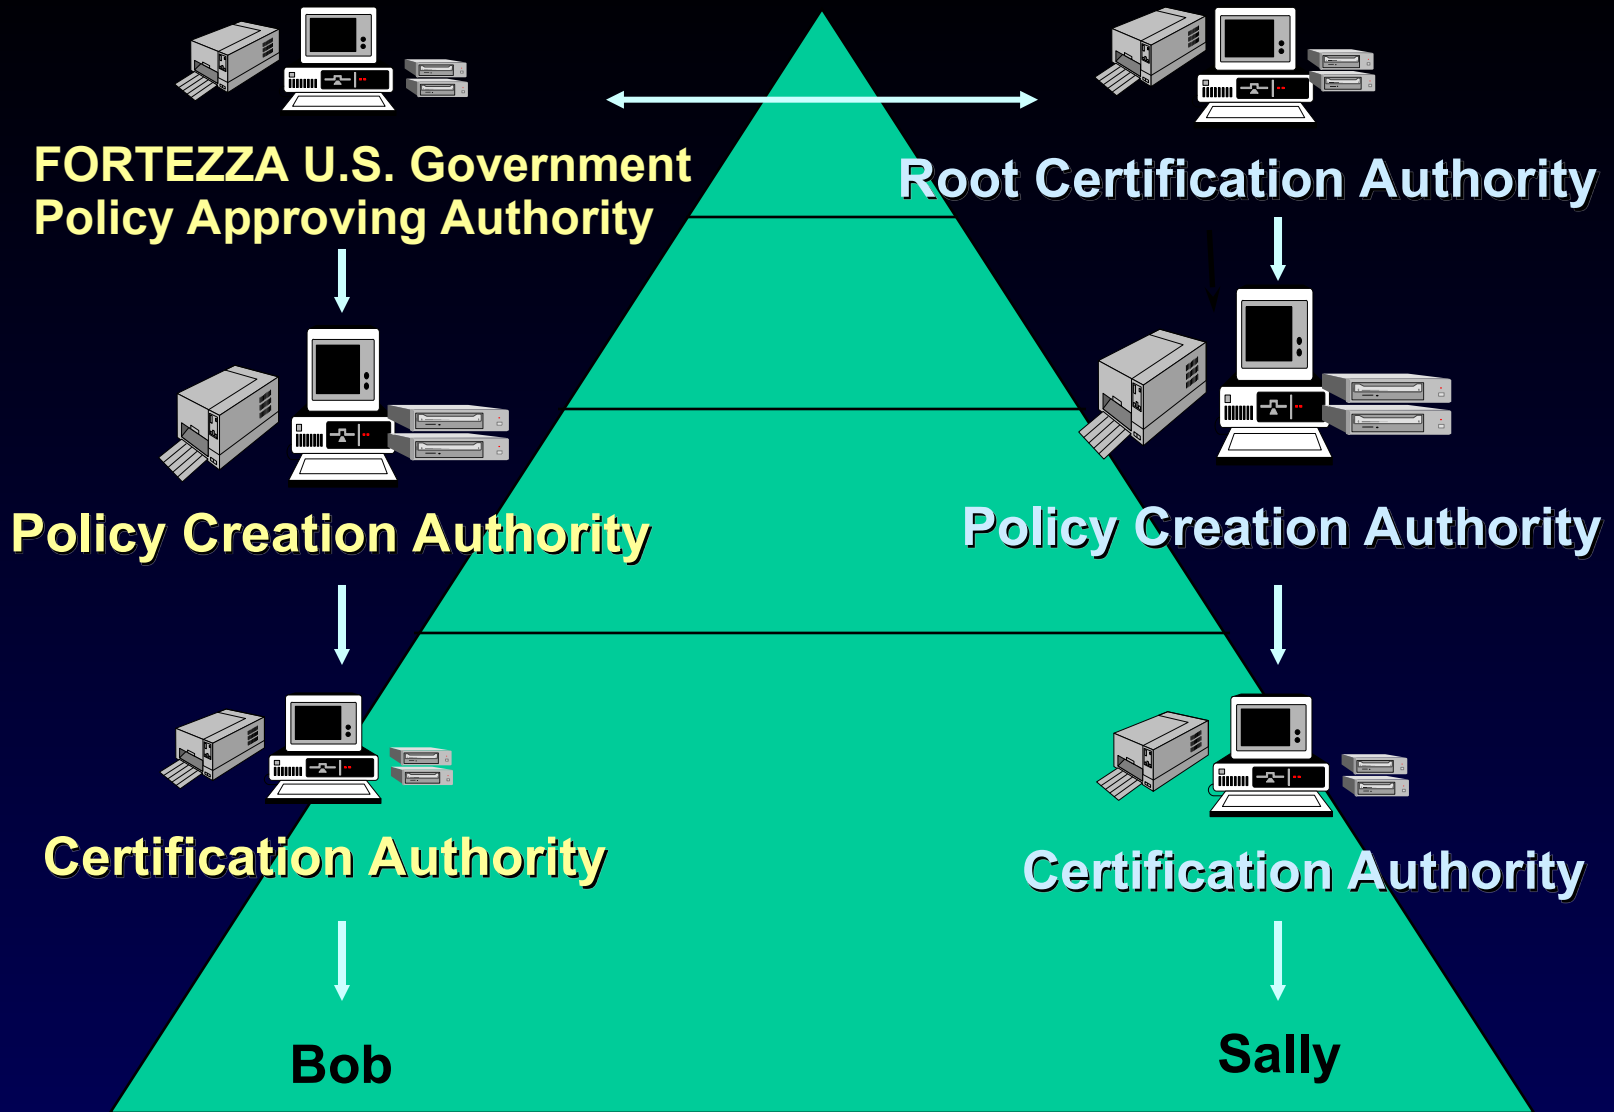 FORTEZZA U.S. Government
Policy Approving Authority
Root Certification Authority
Policy Creation Authority
Policy Creation Authority
Certification Authority
Certification Authority
Bob
Sally